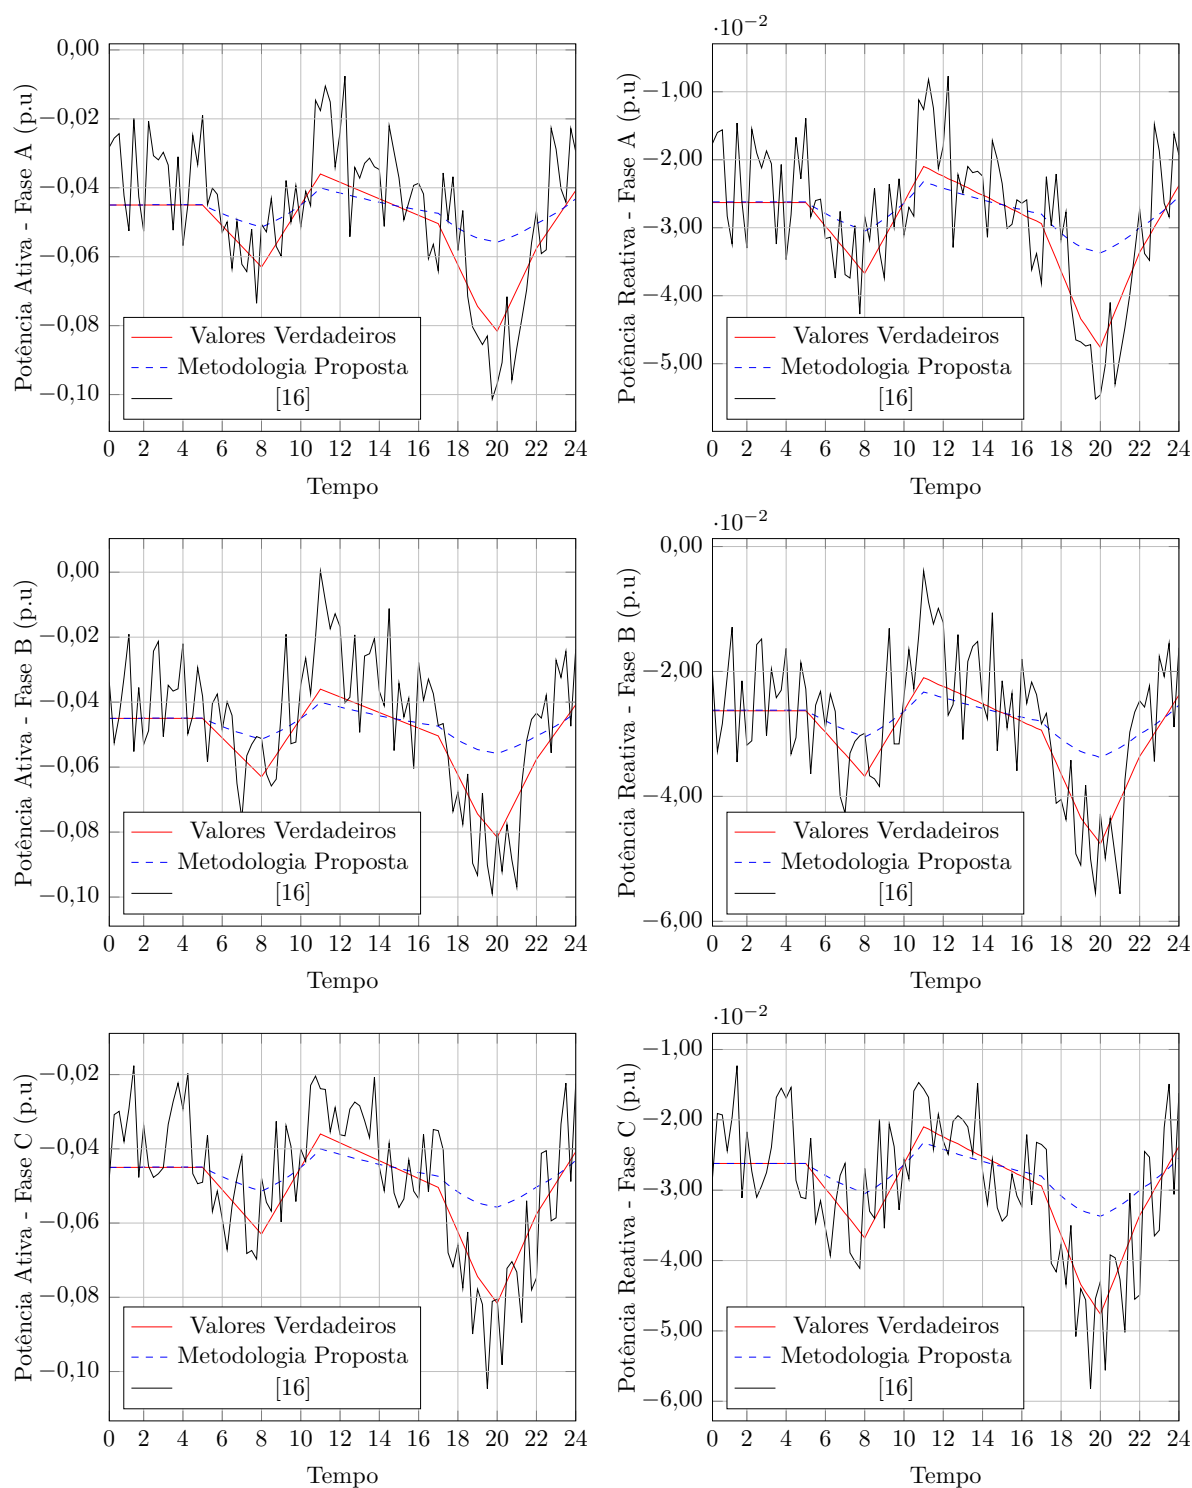 Potência Ativa - Fase A (p.u)
0,00
−0,02
−0,04
−0,06
−0,08
−0,10
Valores Verdadeiros
Metodologia Proposta
[16]
0 2 4 6 8 10 12 14 16 18 20 22 24
Tempo
·10−2
Potência Reativa - Fase A (p.u)
−1,00
−2,00
−3,00
−4,00
−5,00
Valores Verdadeiros
Metodologia Proposta
[16]
0 2 4 6 8 10 12 14 16 18 20 22 24
Tempo
Potência Ativa - Fase B (p.u)
0,00
−0,02
−0,04
−0,06
−0,08
−0,10
Valores Verdadeiros
Metodologia Proposta
[16]
0 2 4 6 8 10 12 14 16 18 20 22 24
Tempo
·10−2
Potência Reativa - Fase B (p.u)
0,00
−2,00
−4,00
−6,00
Valores Verdadeiros
Metodologia Proposta
[16]
0 2 4 6 8 10 12 14 16 18 20 22 24
Tempo
Potência Ativa - Fase C (p.u)
−0,02
−0,04
−0,06
−0,08
−0,10
Valores Verdadeiros
Metodologia Proposta
[16]
0 2 4 6 8 10 12 14 16 18 20 22 24
Tempo
·10−2
Potência Reativa - Fase C (p.u)
−1,00
−2,00
−3,00
−4,00
−5,00
−6,00
Valores Verdadeiros
Metodologia Proposta
[16]
0 2 4 6 8 10 12 14 16 18 20 22 24
Tempo